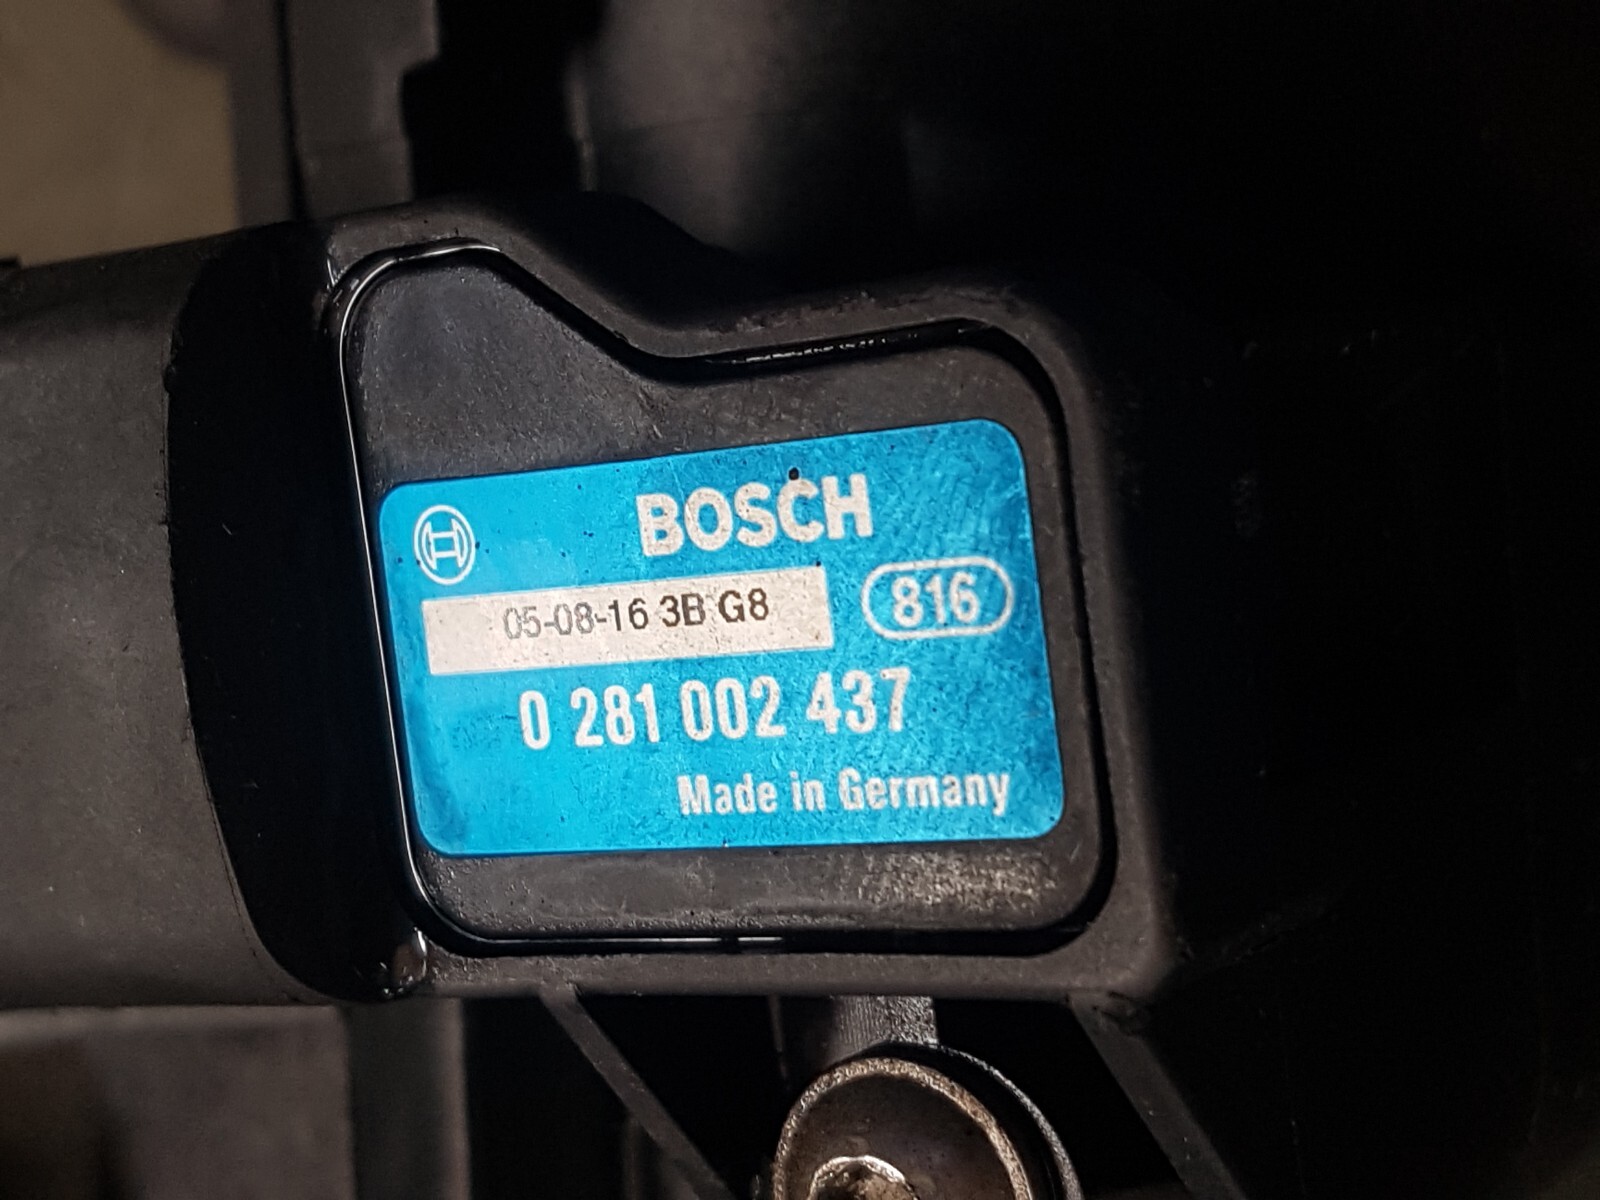 BOSCH
05-08-16 3B G8
816
0 281 002 437
Made in Germany